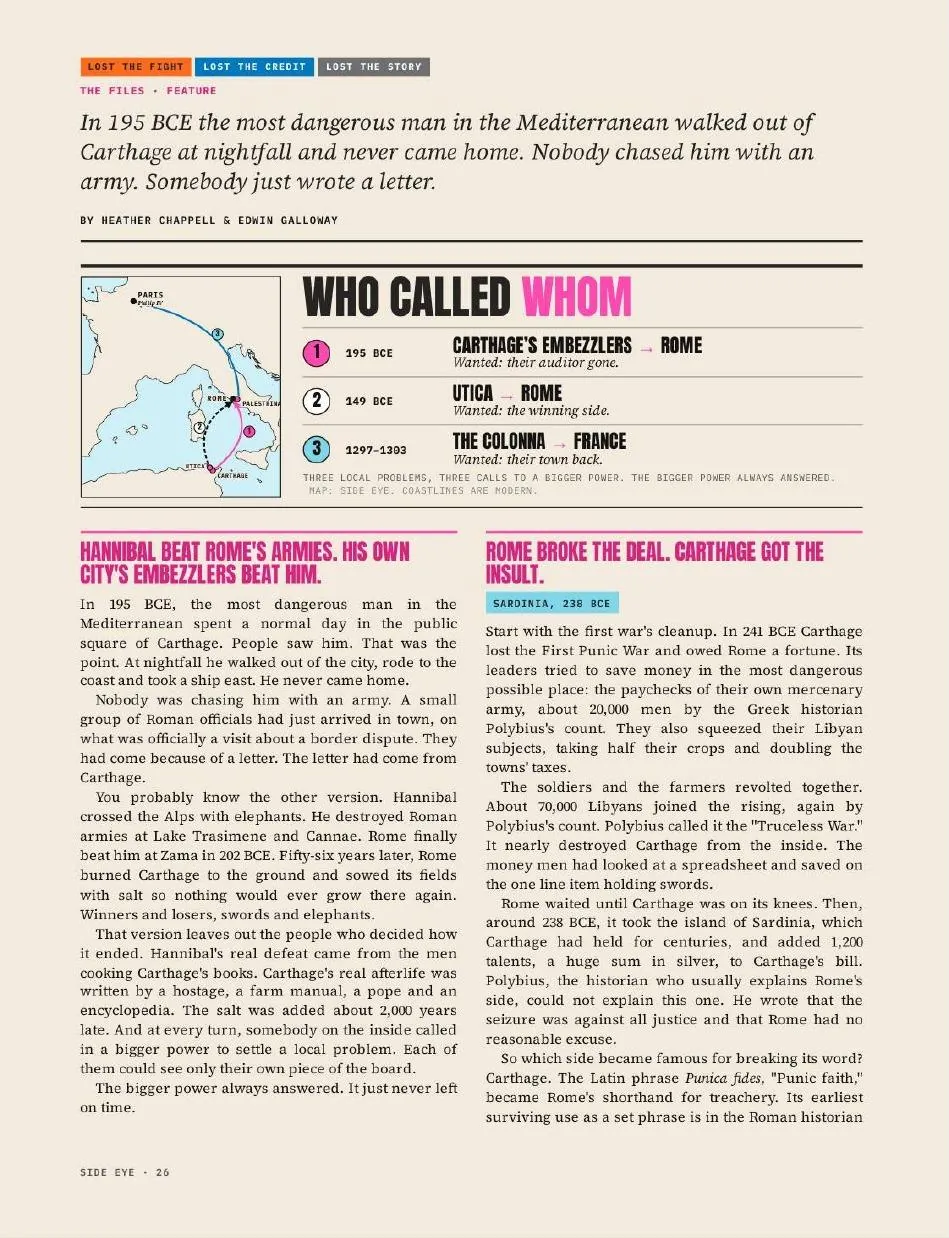 LOST THE FIGHT LOST THE CREDIT LOST THE STORY
THE FILES · FEATURE
In 195 BCE the most dangerous man in the Mediterranean walked out of
Carthage at nightfall and never came home. Nobody chased him with an
army. Somebody just wrote a letter.
BY HEATHER CHAPPELL & EDWIN GALLOWAY
PARIS
Philip IV
3
ROME
PALESTRINA
2
1
UTICA
CARTHAGE
WHO CALLED WHOM
1 195 BCE CARTHAGE'S EMBEZZLERS → ROME
Wanted: their auditor gone.
2 149 BCE UTICA → ROME
Wanted: the winning side.
3 1297–1303 THE COLONNA → FRANCE
Wanted: their town back.
THREE LOCAL PROBLEMS, THREE CALLS TO A BIGGER POWER. THE BIGGER POWER ALWAYS ANSWERED.
MAP: SIDE EYE. COASTLINES ARE MODERN.
HANNIBAL BEAT ROME'S ARMIES. HIS OWN
CITY'S EMBEZZLERS BEAT HIM.
In 195 BCE, the most dangerous man in the
Mediterranean spent a normal day in the public
square of Carthage. People saw him. That was the
point. At nightfall he walked out of the city, rode to the
coast and took a ship east. He never came home.
Nobody was chasing him with an army. A small
group of Roman officials had just arrived in town, on
what was officially a visit about a border dispute. They
had come because of a letter. The letter had come from
Carthage.
You probably know the other version. Hannibal
crossed the Alps with elephants. He destroyed Roman
armies at Lake Trasimene and Cannae. Rome finally
beat him at Zama in 202 BCE. Fifty-six years later, Rome
burned Carthage to the ground and sowed its fields
with salt so nothing would ever grow there again.
Winners and losers, swords and elephants.
That version leaves out the people who decided how
it ended. Hannibal's real defeat came from the men
cooking Carthage's books. Carthage's real afterlife was
written by a hostage, a farm manual, a pope and an
encyclopedia. The salt was added about 2,000 years
late. And at every turn, somebody on the inside called
in a bigger power to settle a local problem. Each of
them could see only their own piece of the board.
The bigger power always answered. It just never left
on time.
ROME BROKE THE DEAL. CARTHAGE GOT THE
INSULT.
SARDINIA, 238 BCE
Start with the first war's cleanup. In 241 BCE Carthage
lost the First Punic War and owed Rome a fortune. Its
leaders tried to save money in the most dangerous
possible place: the paychecks of their own mercenary
army, about 20,000 men by the Greek historian
Polybius's count. They also squeezed their Libyan
subjects, taking half their crops and doubling the
towns' taxes.
The soldiers and the farmers revolted together.
About 70,000 Libyans joined the rising, again by
Polybius's count. Polybius called it the "Truceless War."
It nearly destroyed Carthage from the inside. The
money men had looked at a spreadsheet and saved on
the one line item holding swords.
Rome waited until Carthage was on its knees. Then,
around 238 BCE, it took the island of Sardinia, which
Carthage had held for centuries, and added 1,200
talents, a huge sum in silver, to Carthage's bill.
Polybius, the historian who usually explains Rome's
side, could not explain this one. He wrote that the
seizure was against all justice and that Rome had no
reasonable excuse.
So which side became famous for breaking its word?
Carthage. The Latin phrase Punica fides, "Punic faith,"
became Rome's shorthand for treachery. Its earliest
surviving use as a set phrase is in the Roman historian
SIDE EYE · 26